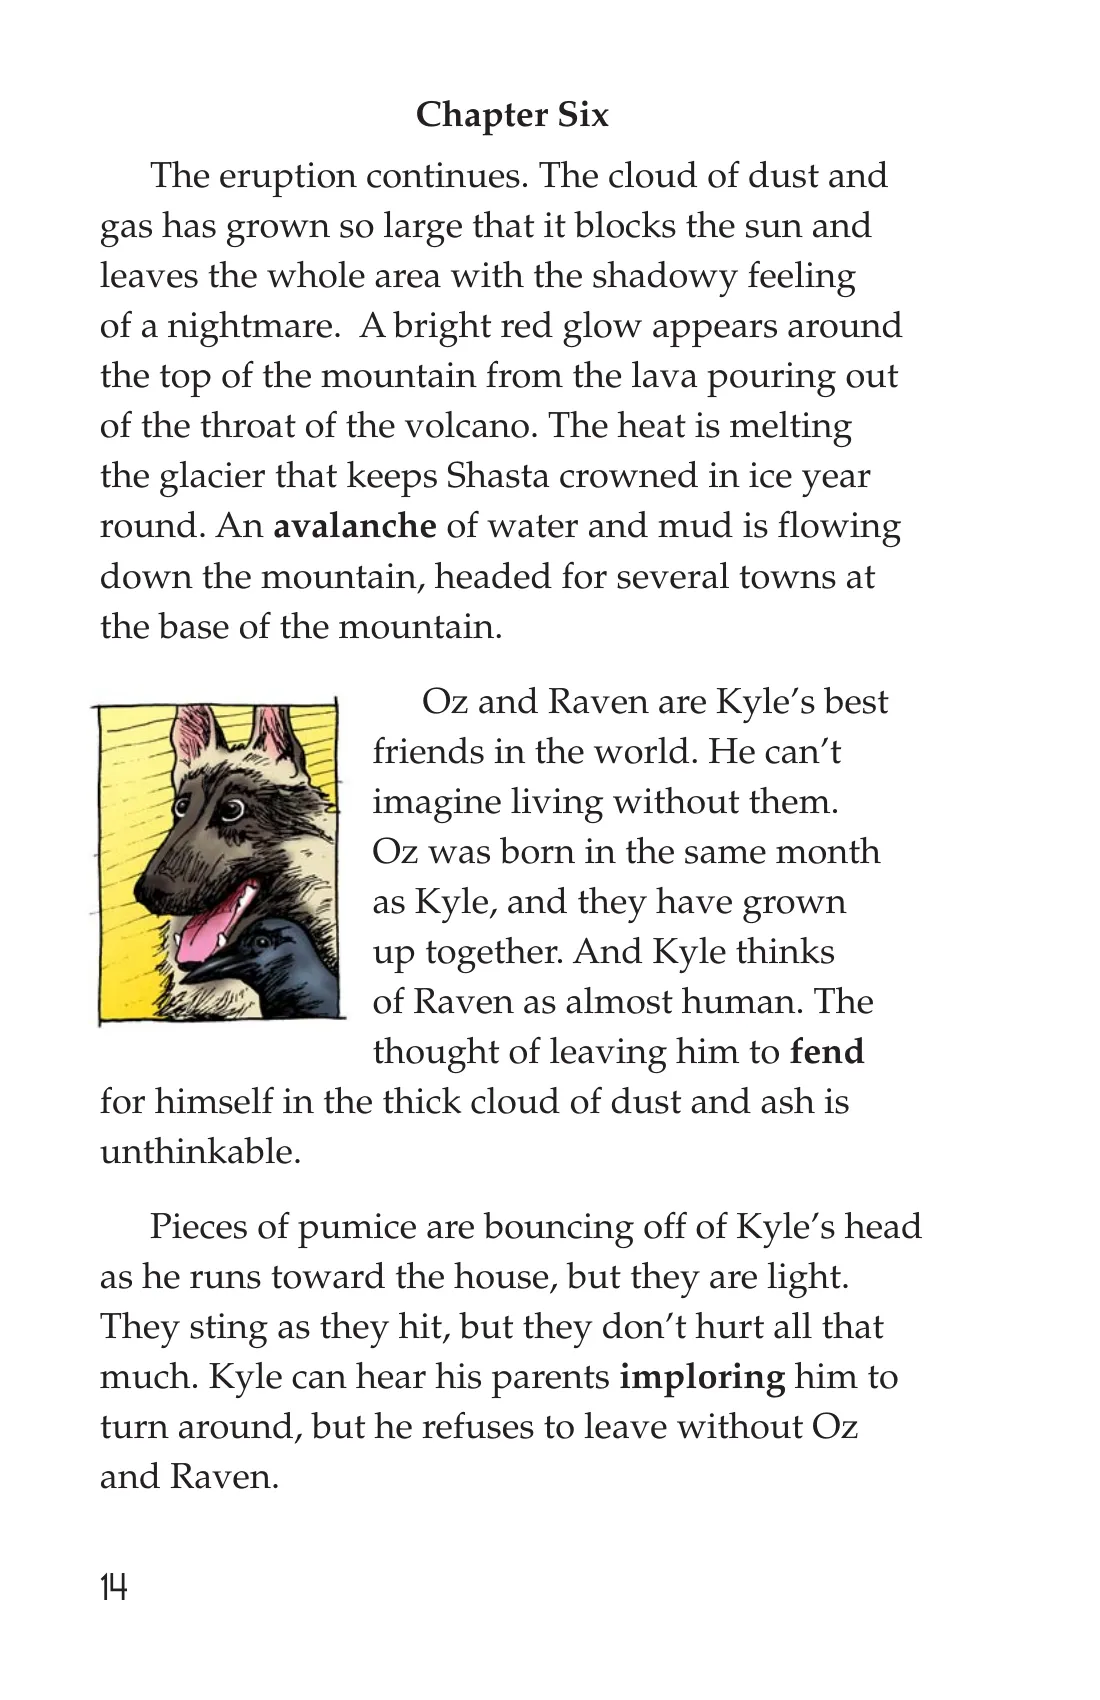 Chapter Six
The eruption continues. The cloud of dust and
gas has grown so large that it blocks the sun and
leaves the whole area with the shadowy feeling
of a nightmare.  A bright red glow appears around
the top of the mountain from the lava pouring out
of the throat of the volcano. The heat is melting
the glacier that keeps Shasta crowned in ice year
round. An avalanche of water and mud is flowing
down the mountain, headed for several towns at
the base of the mountain.
Oz and Raven are Kyle’s best
friends in the world. He can’t
imagine living without them.
Oz was born in the same month
as Kyle, and they have grown
up together. And Kyle thinks
of Raven as almost human. The
thought of leaving him to fend
for himself in the thick cloud of dust and ash is
unthinkable.
Pieces of pumice are bouncing off of Kyle’s head
as he runs toward the house, but they are light.
They sting as they hit, but they don’t hurt all that
much. Kyle can hear his parents imploring him to
turn around, but he refuses to leave without Oz
and Raven.
14